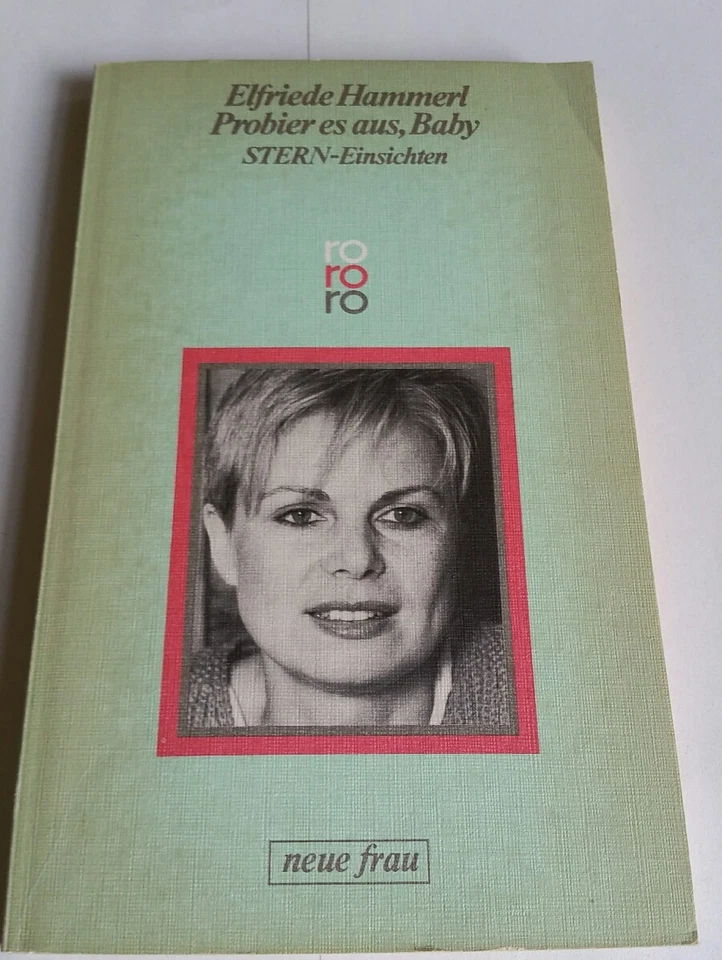 Elfriede Hammerl
Probier es aus, Baby
STERN-Einsichten
ro
ro
ro
neue frau